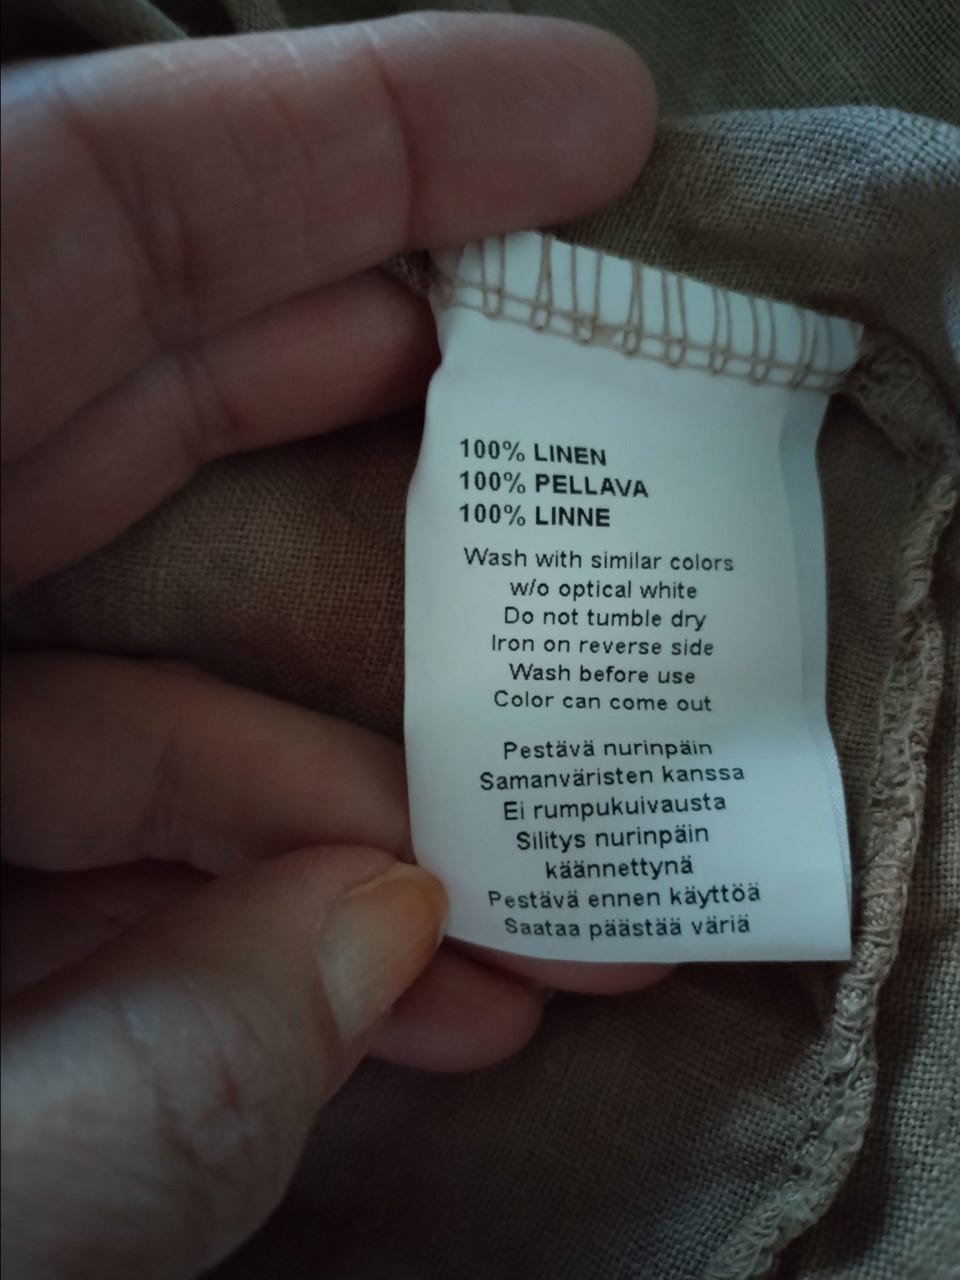 100% LINEN
100% PELLAVA
100% LINNE
Wash with similar colors
w/o optical white
Do not tumble dry
Iron on reverse side
Wash before use
Color can come out
Pestävä nurinpäin
Samanväristen kanssa
Ei rumpukuivausta
Silitys nurinpäin
käännettynä
Pestävä ennen käyttöä
Saataa päästää väriä